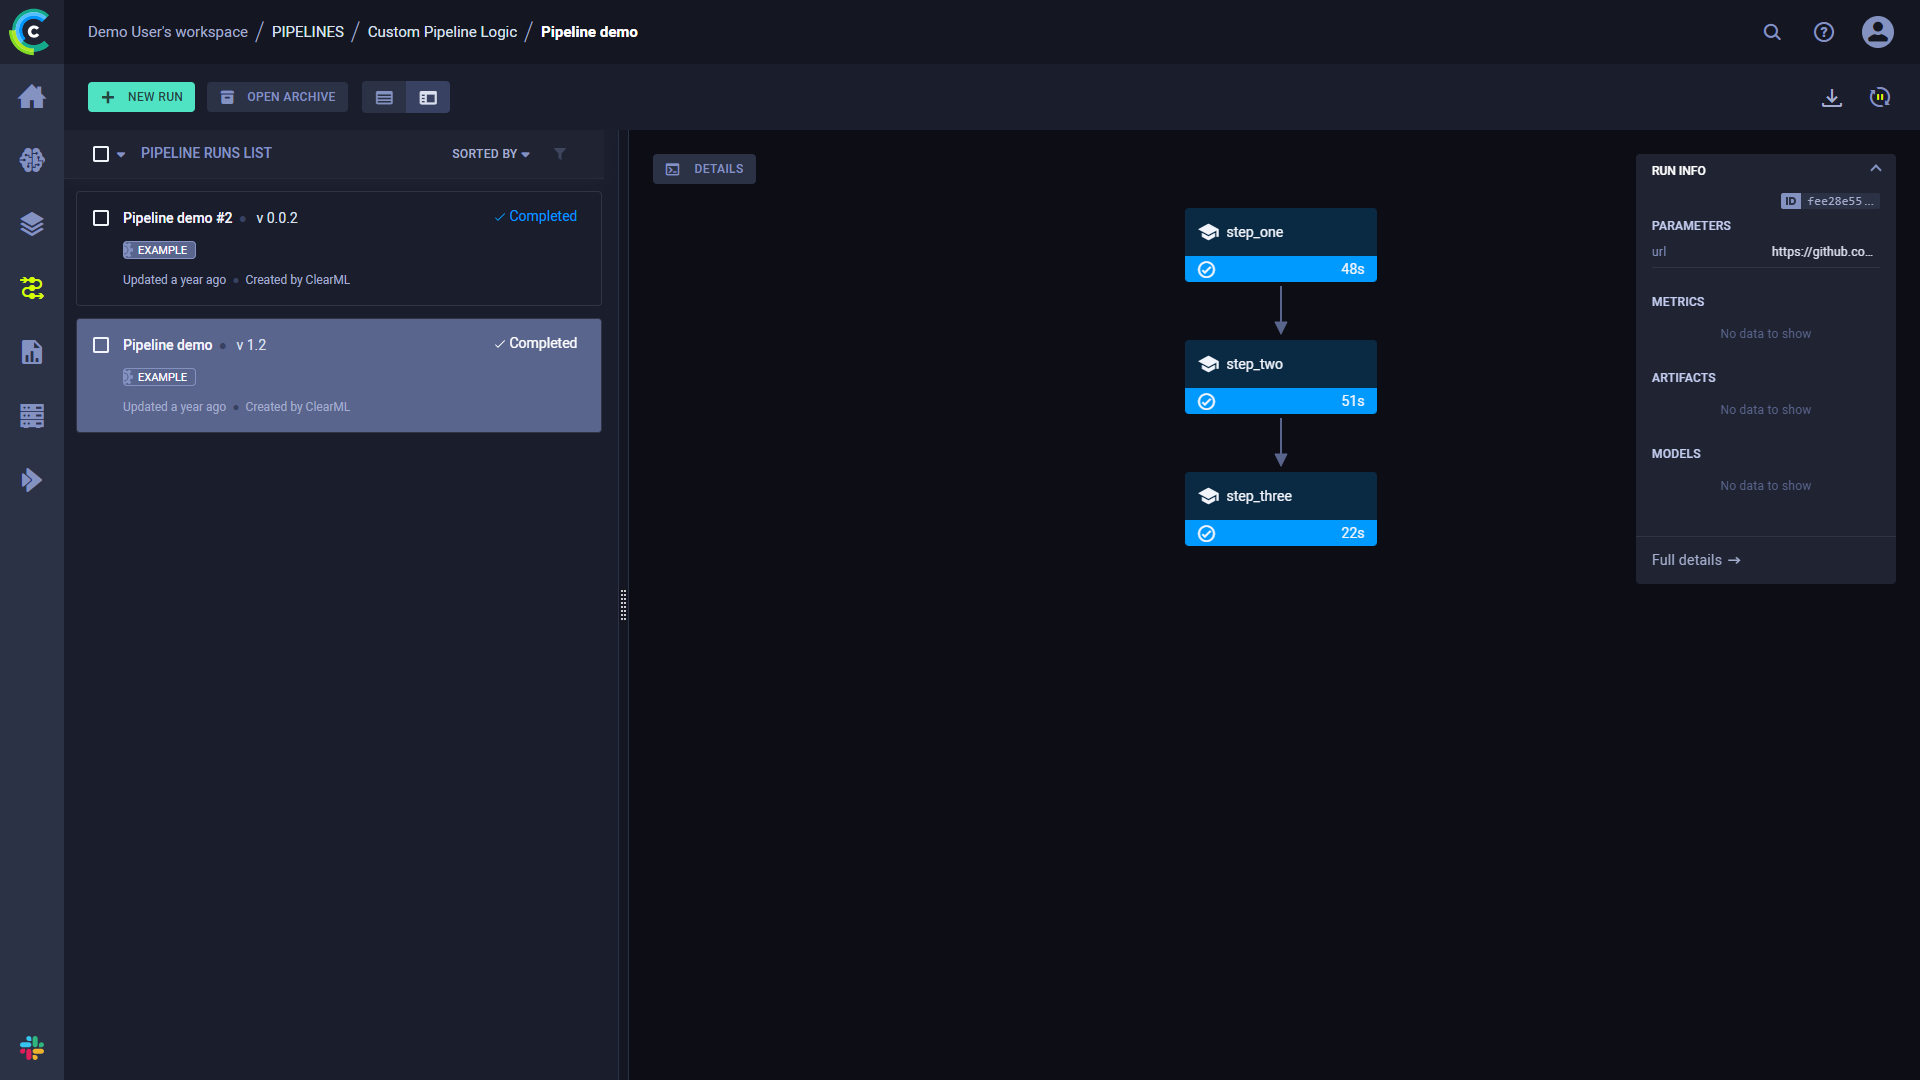 Demo User's workspace / PIPELINES / Custom Pipeline Logic / Pipeline demo
NEW RUN
OPEN ARCHIVE
PIPELINE RUNS LIST
SORTED BY
Pipeline demo #2 • v 0.0.2
Completed
EXAMPLE
Updated a year ago • Created by ClearML
Pipeline demo • v 1.2
Completed
EXAMPLE
Updated a year ago • Created by ClearML
DETAILS
step_one
48s
step_two
51s
step_three
22s
RUN INFO
ID fee28e55...
PARAMETERS
url https://github.co...
METRICS
No data to show
ARTIFACTS
No data to show
MODELS
No data to show
Full details →